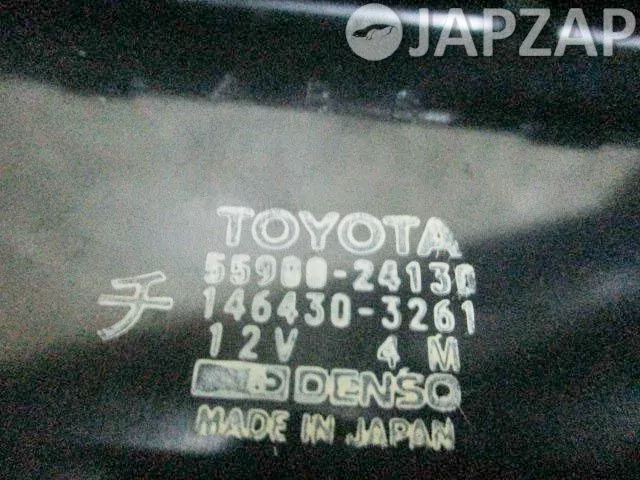 JAPZAP
TOYOTA
55900-24130
チ
146430-3261
12V 4M
DENSO
MADE IN JAPAN